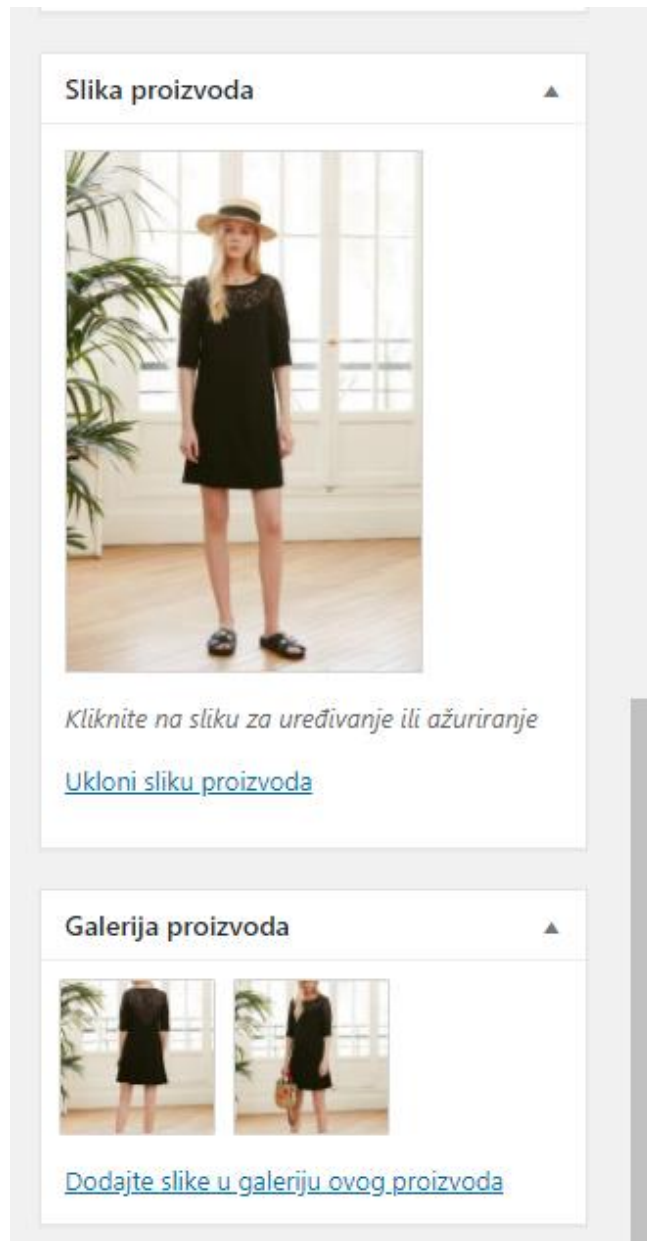 Slika proizvoda
Kliknite na sliku za uređivanje ili ažuriranje
Ukloni sliku proizvoda
Galerija proizvoda
Dodajte slike u galeriju ovog proizvoda